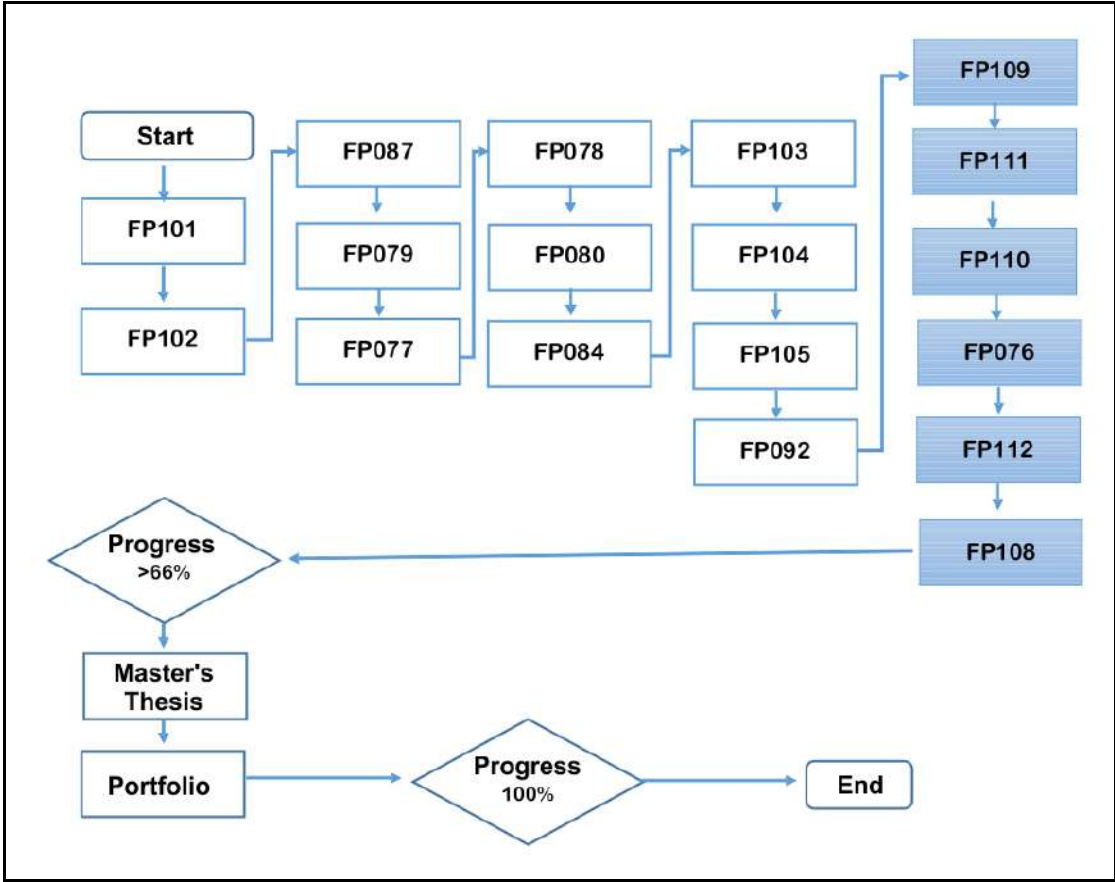 Start
FP101
FP102
FP087
FP079
FP077
FP078
FP080
FP084
FP103
FP104
FP105
FP092
FP109
FP111
FP110
FP076
FP112
FP108
Progress
>66%
Master's
Thesis
Portfolio
Progress
100%
End